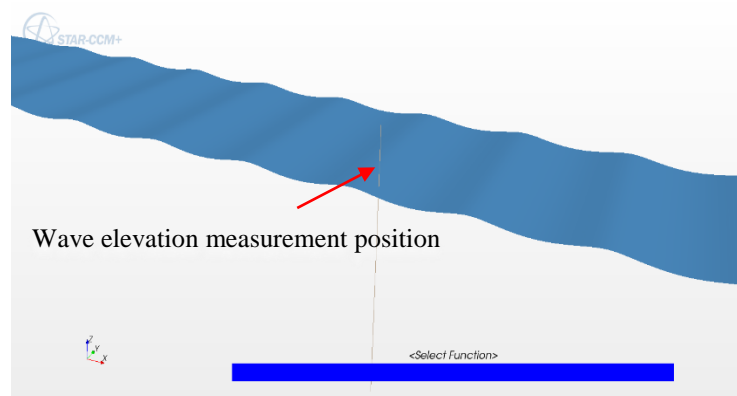 STAR-CCM+
Wave elevation measurement position
Z
Y
X
<Select Function>